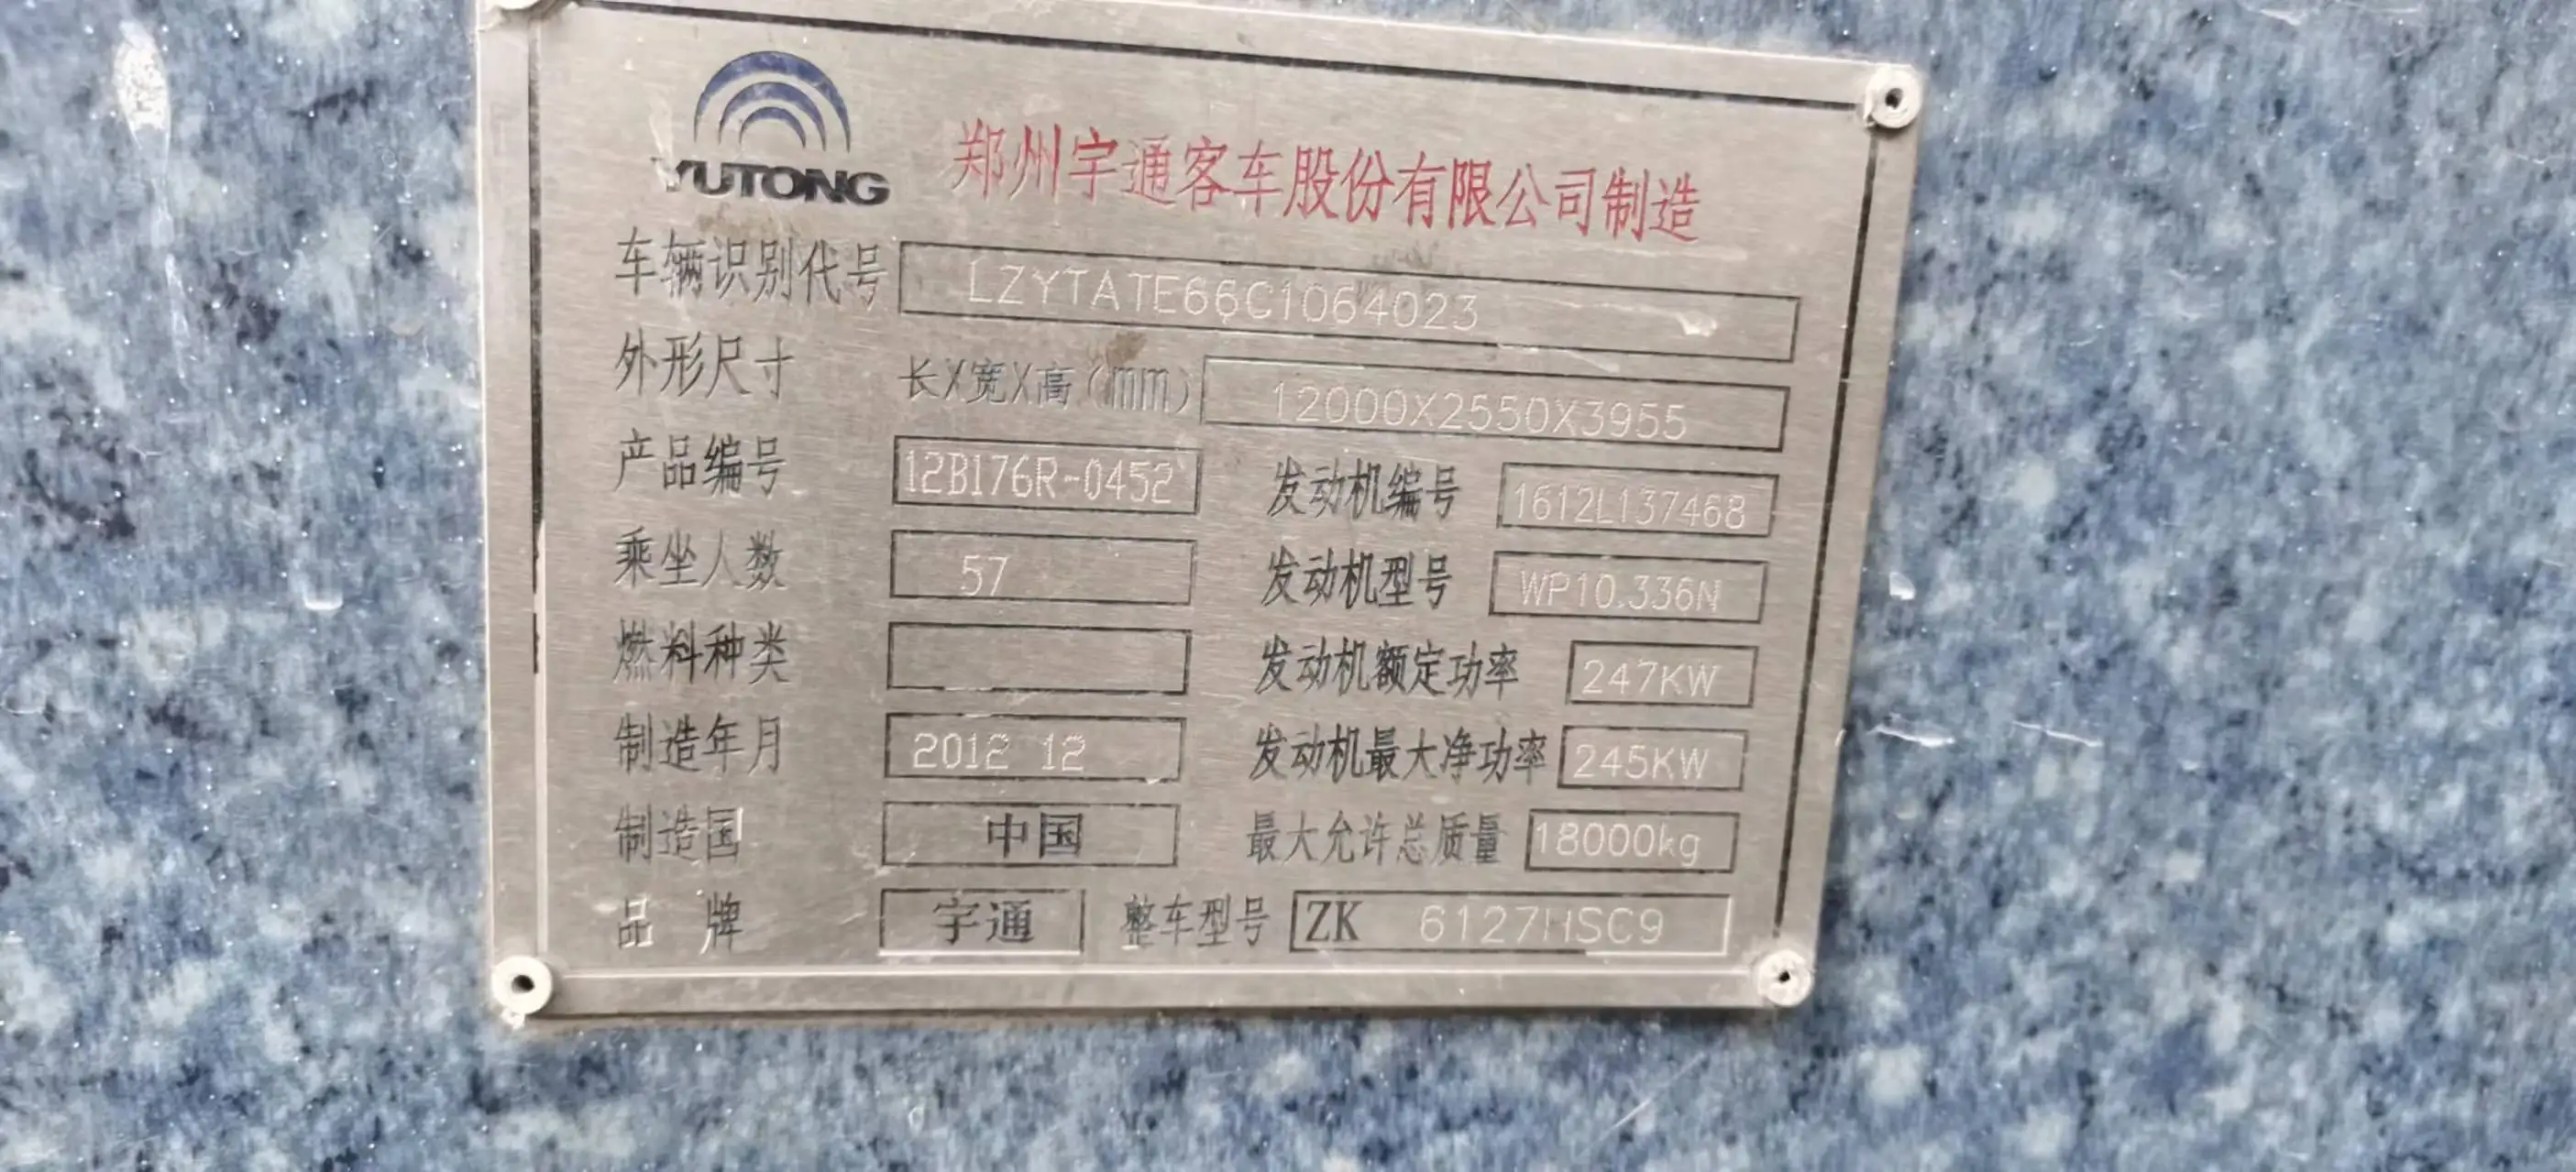 YUTONG 郑州宇通客车股份有限公司制造
车辆识别代号 LZYTATE66C1064023
外形尺寸 长X宽X高(mm) 12000X2550X3955
产品编号 12B176R-0452 发动机编号 1612L137468
乘坐人数 57 发动机型号 WP10.336N
燃料种类 发动机额定功率 247KW
制造年月 2012 12 发动机最大净功率 245KW
制造国 中国 最大允许总质量 18000kg
品牌 宇通 整车型号 ZK 6127HSC9